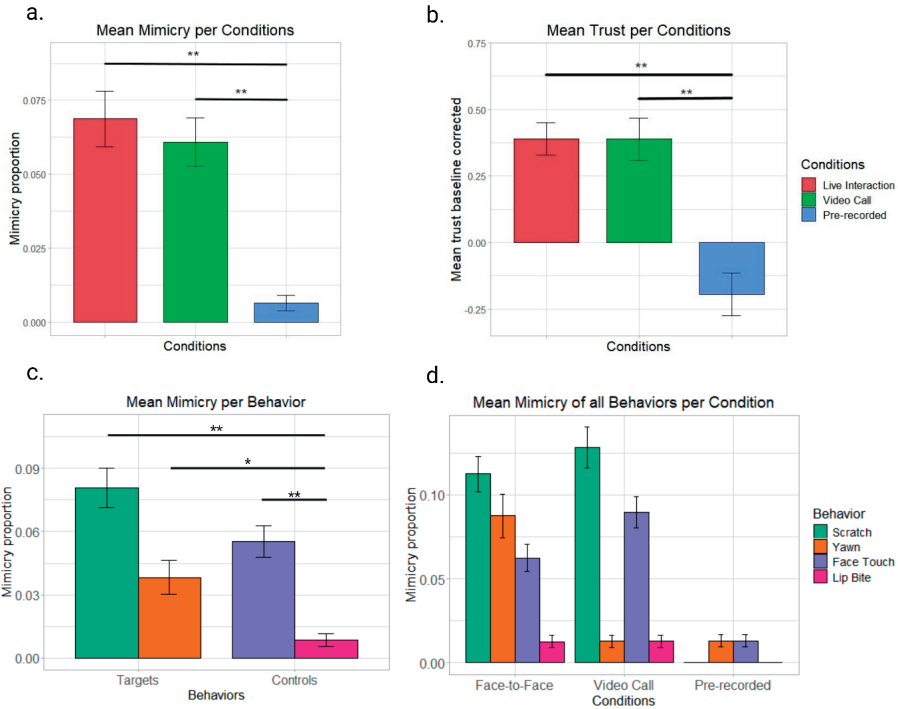 a.
Mean Mimicry per Conditions
**
**
0.075
0.050
0.025
0.000
Mimicry proportion
Conditions
b.
Mean Trust per Conditions
0.75
**
**
0.50
0.25
0.00
-0.25
Mean trust baseline corrected
Conditions
Conditions
Live Interaction
Video Call
Pre-recorded
c.
Mean Mimicry per Behavior
**
*
**
0.09
0.06
0.03
0.00
Mimicry proportion
Targets Controls
Behaviors
d.
Mean Mimicry of all Behaviors per Condition
0.10
0.05
0.00
Mimicry proportion
Face-to-Face Video Call Pre-recorded
Conditions
Behavior
Scratch
Yawn
Face Touch
Lip Bite